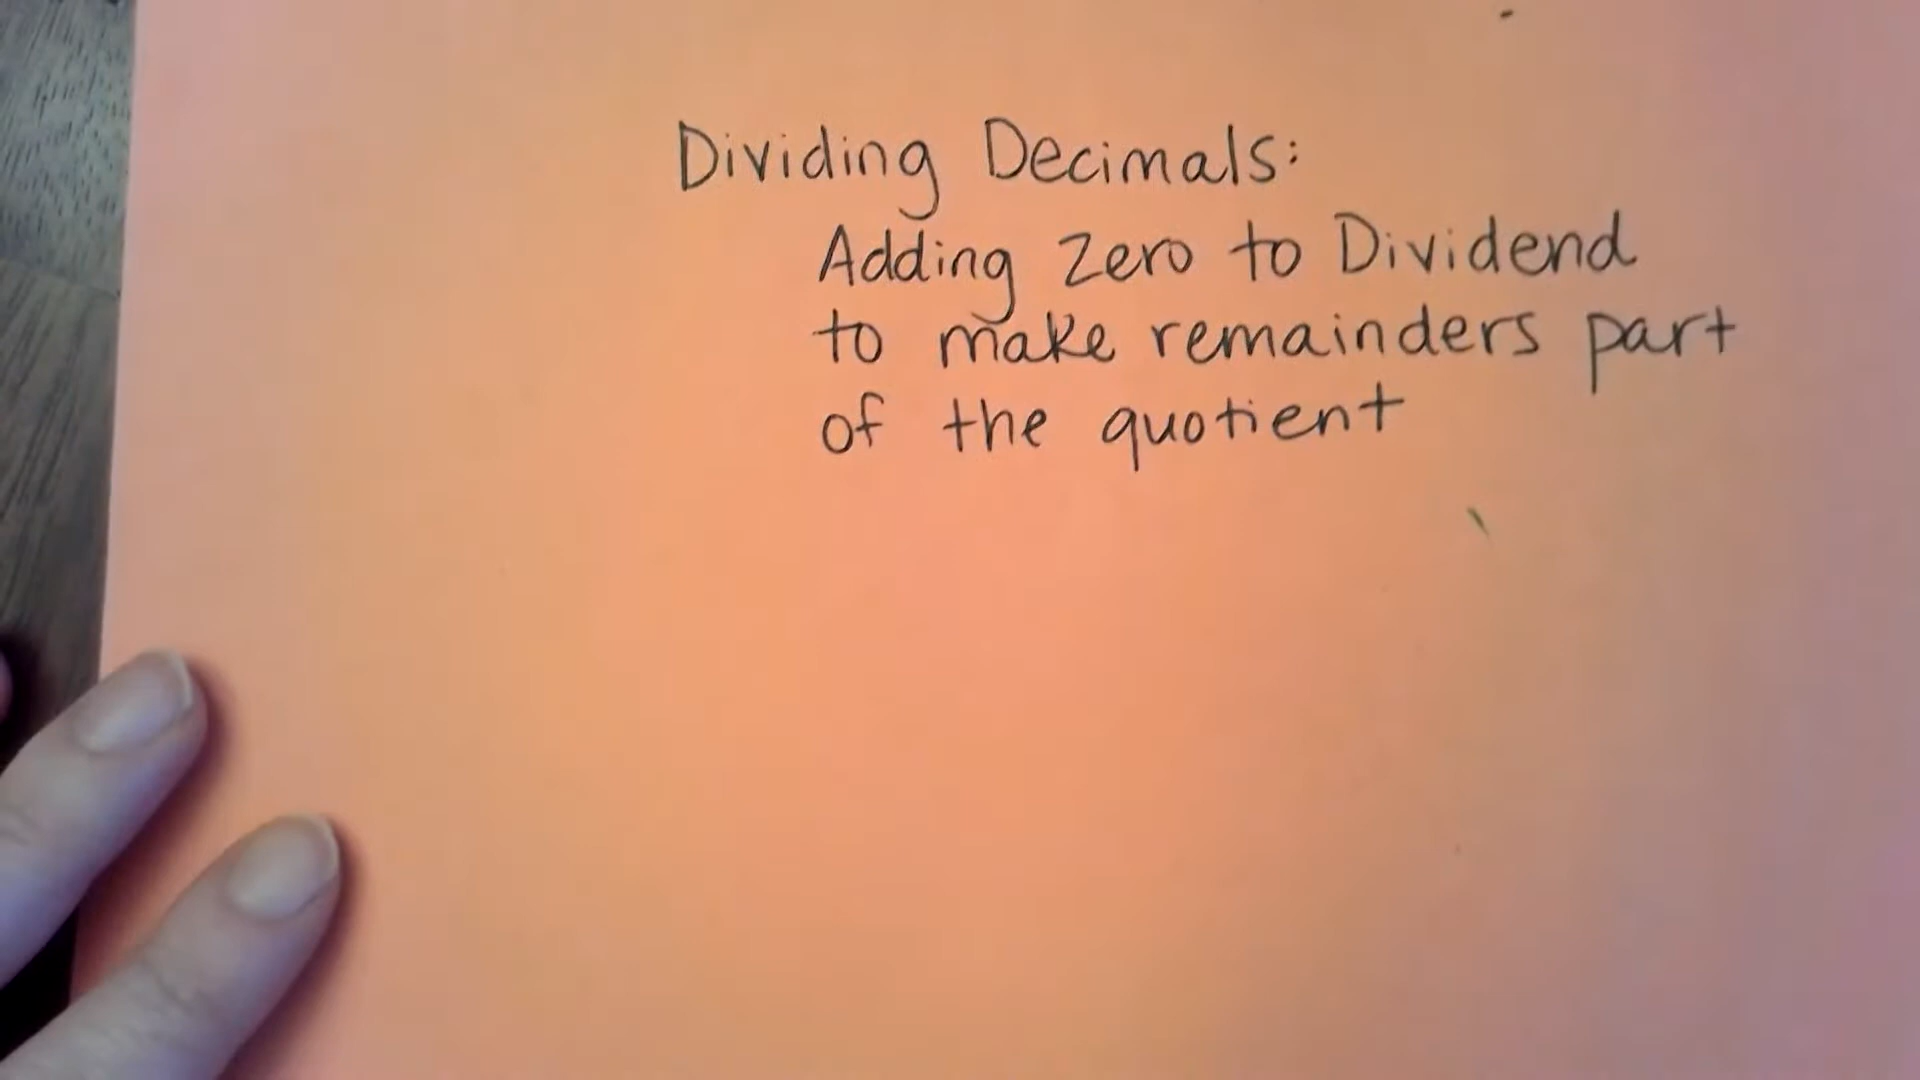 Dividing Decimals:
Adding Zero to Dividend
to make remainders part
of the quotient